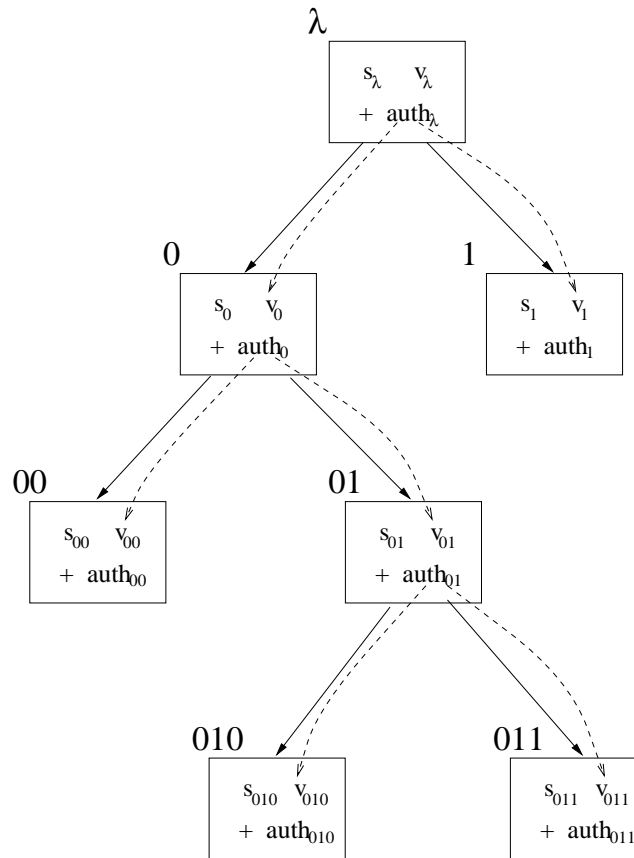 λ
s_λ v_λ
+ auth_λ
0 1
s_0 v_0 s_1 v_1
+ auth_0 + auth_1
00 01
s_00 v_00 s_01 v_01
+ auth_00 + auth_01
010 011
s_010 v_010 s_011 v_011
+ auth_010 + auth_011